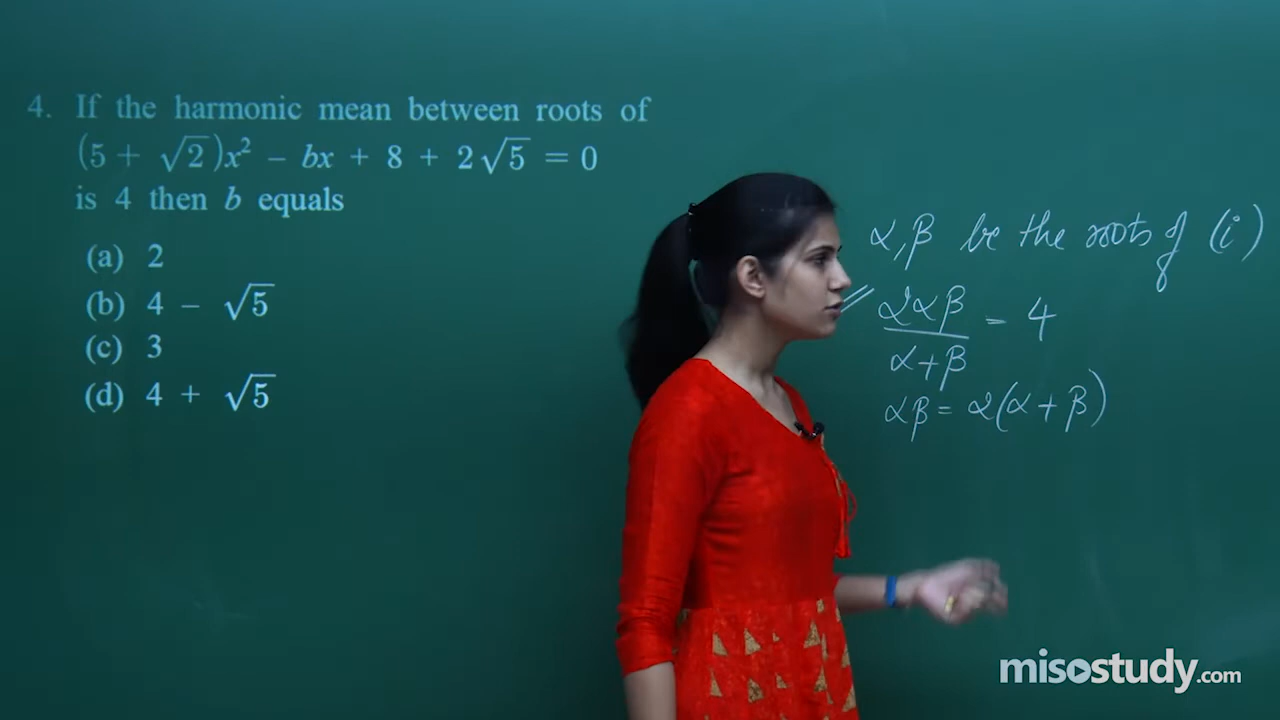 4. If the harmonic mean between roots of
(5 + √2)x² − bx + 8 + 2√5 = 0
is 4 then b equals
(a) 2
(b) 4 − √5
(c) 3
(d) 4 + √5
α,β be the roots of (i)
2αβ/α+β = 4
αβ = 2(α+β)
misostudy.com